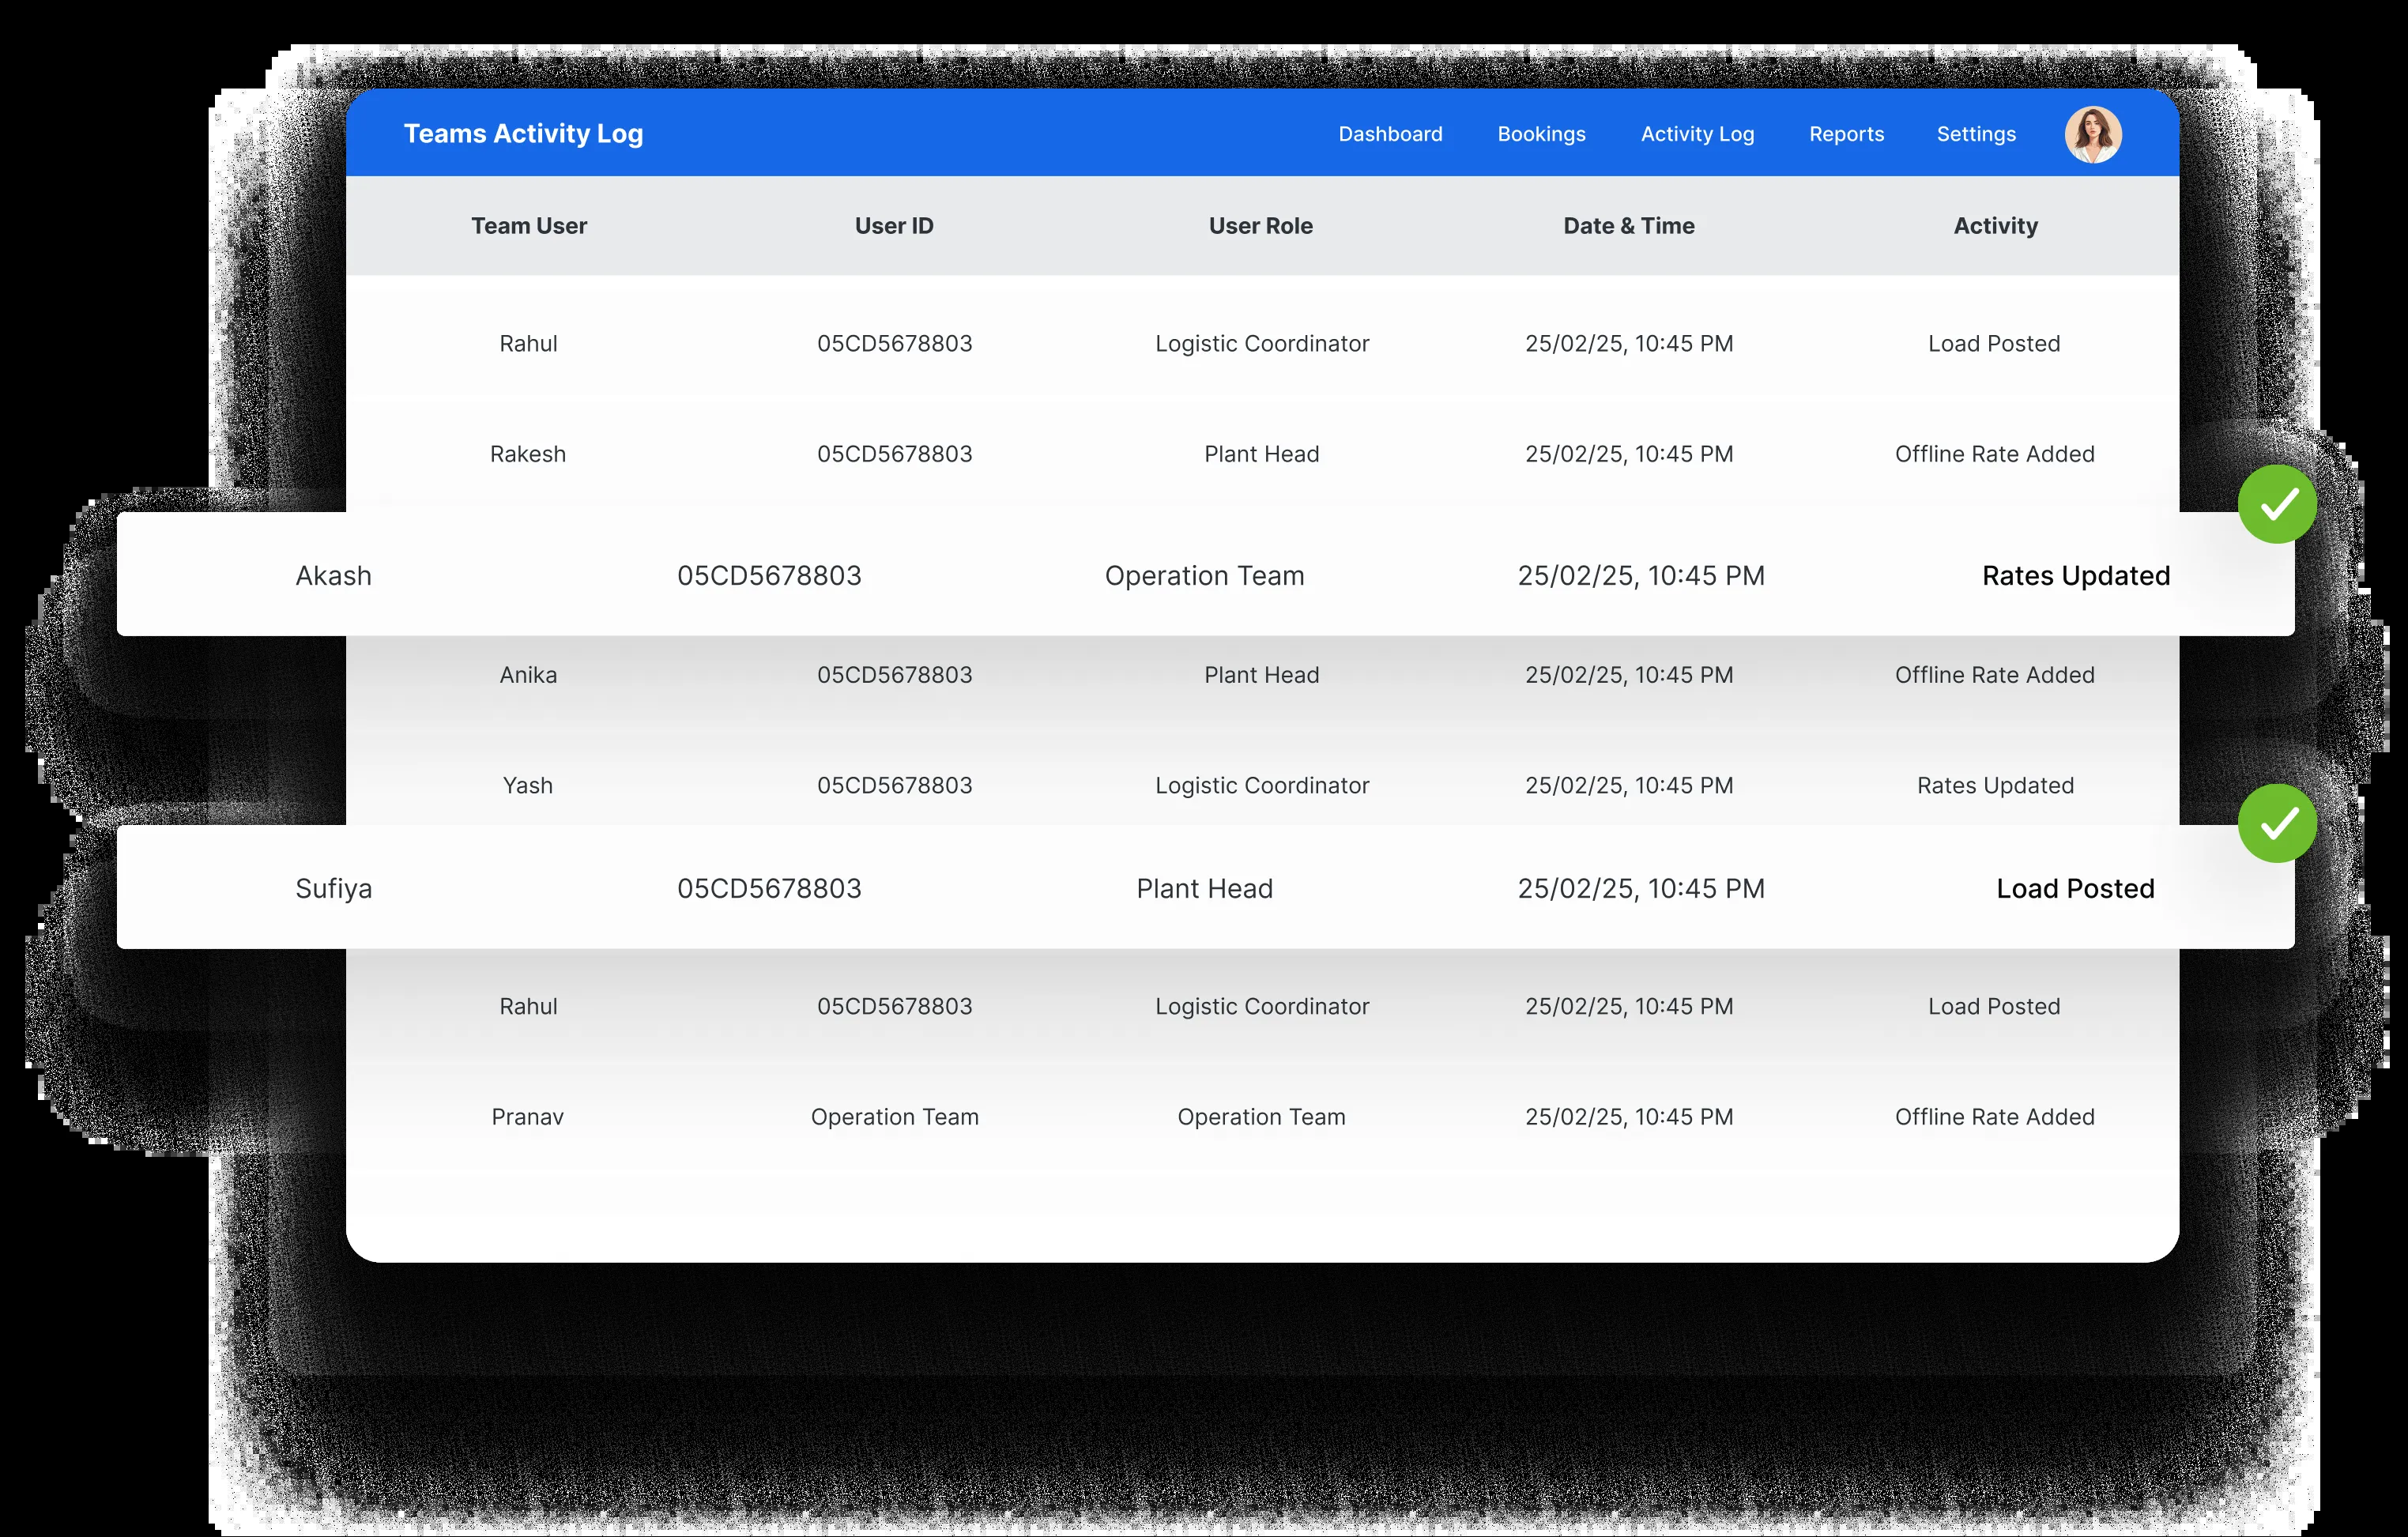 Teams Activity Log Dashboard Bookings Activity Log Reports Settings
Team User User ID User Role Date & Time Activity
Rahul 05CD5678803 Logistic Coordinator 25/02/25, 10:45 PM Load Posted
Rakesh 05CD5678803 Plant Head 25/02/25, 10:45 PM Offline Rate Added
Akash 05CD5678803 Operation Team 25/02/25, 10:45 PM Rates Updated
Anika 05CD5678803 Plant Head 25/02/25, 10:45 PM Offline Rate Added
Yash 05CD5678803 Logistic Coordinator 25/02/25, 10:45 PM Rates Updated
Sufiya 05CD5678803 Plant Head 25/02/25, 10:45 PM Load Posted
Rahul 05CD5678803 Logistic Coordinator 25/02/25, 10:45 PM Load Posted
Pranav Operation Team Operation Team 25/02/25, 10:45 PM Offline Rate Added